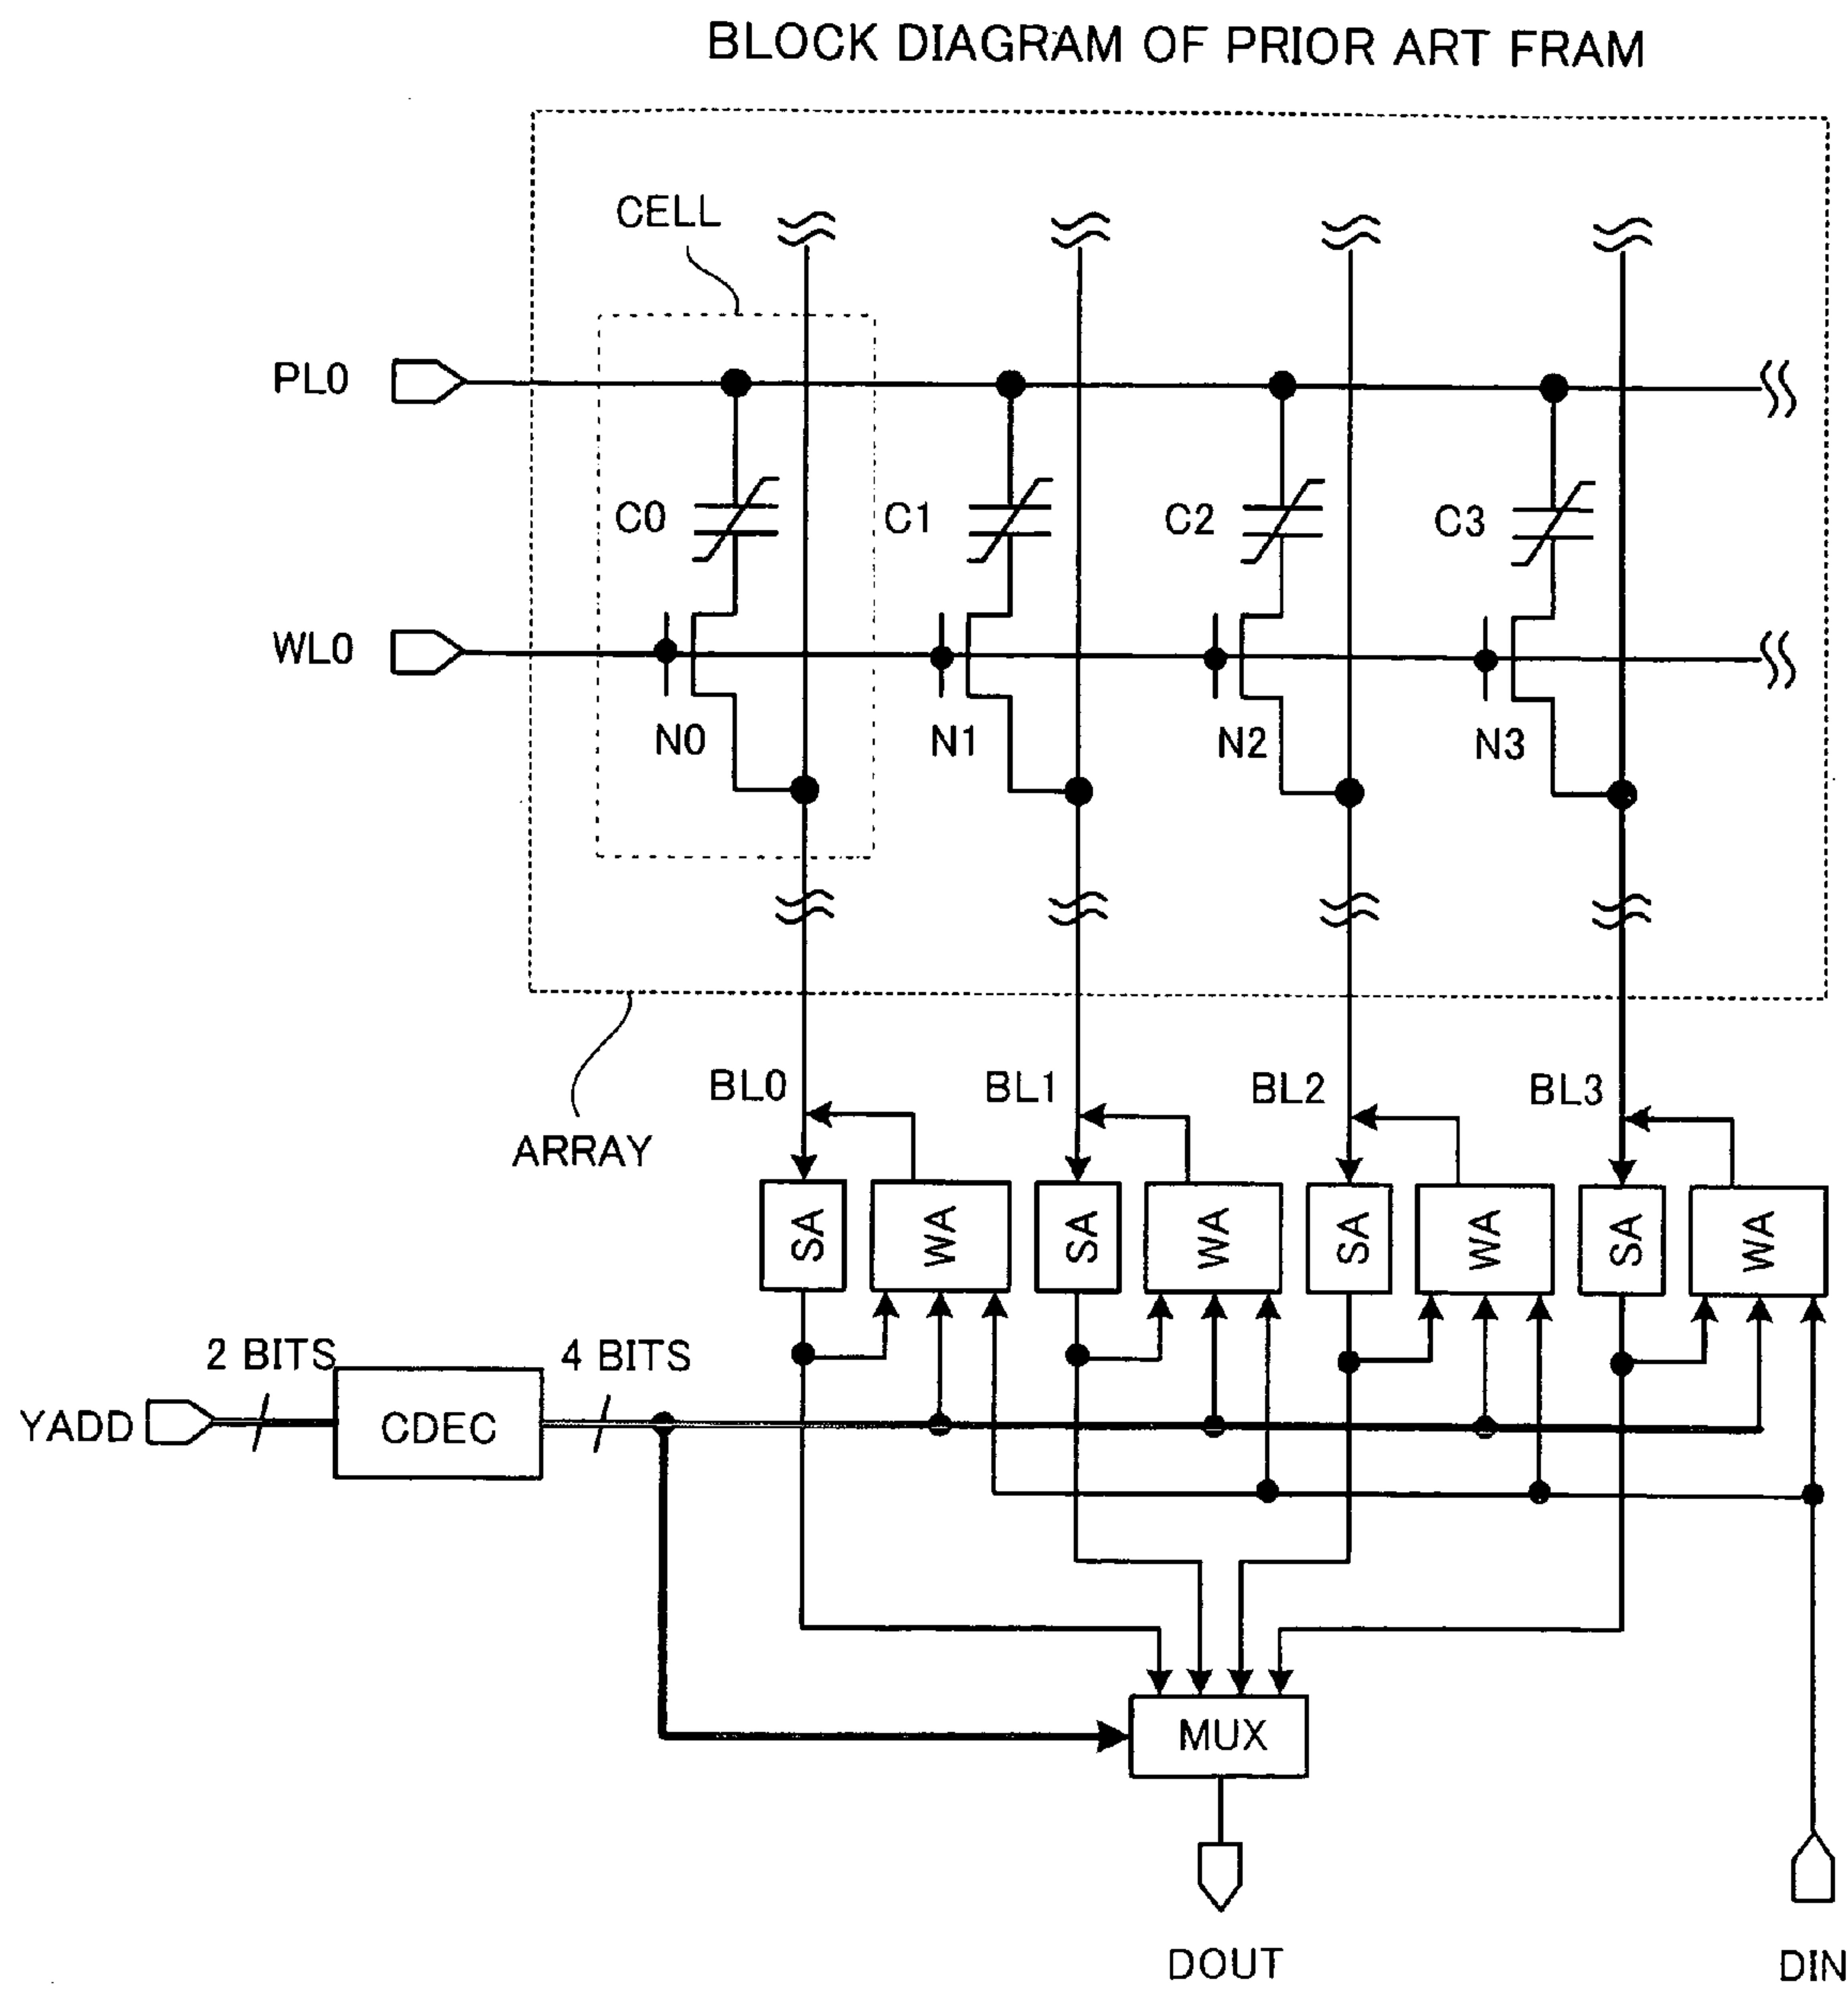 BLOCK DIAGRAM OF PRIOR ART FRAM
CELL
PL0
C0 C1 C2 C3
WL0
N0 N1 N2 N3
BL0 BL1 BL2 BL3
ARRAY
SA WA SA WA SA WA SA WA
2 BITS 4 BITS
YADD CDEC
MUX
DOUT DIN